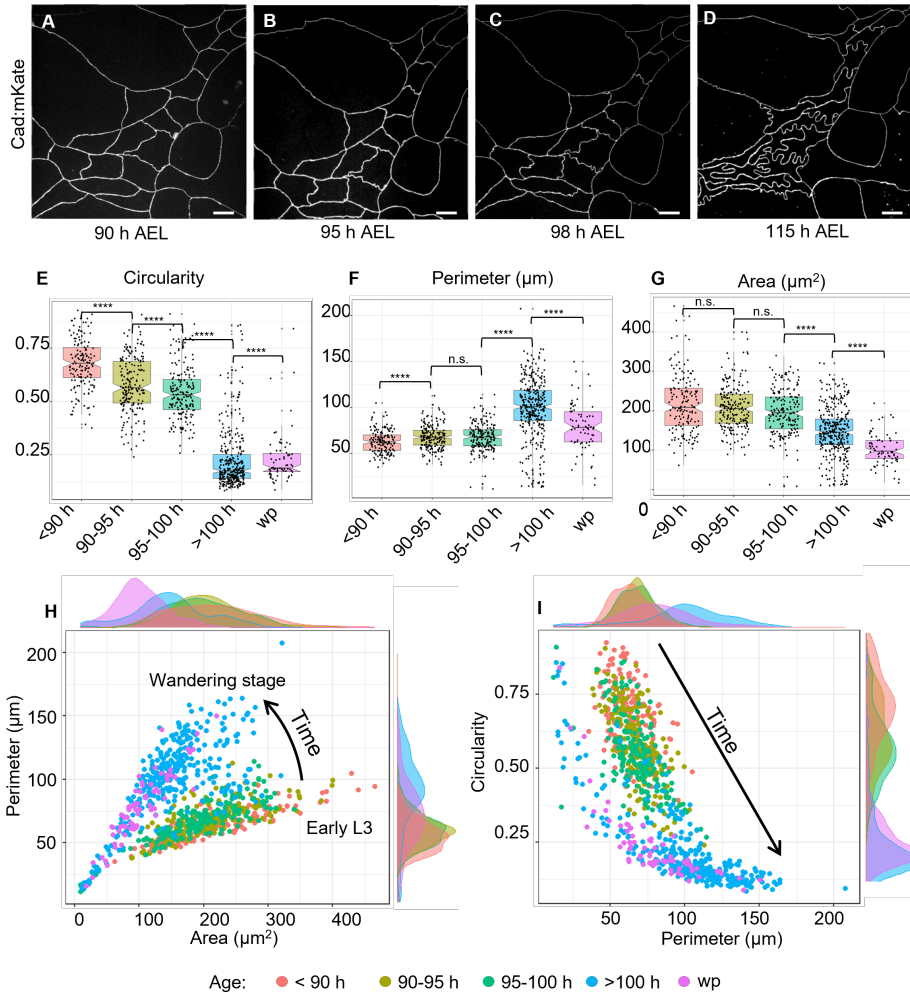 A
B
C
D
Cad:mKate
90 h AEL
95 h AEL
98 h AEL
115 h AEL
E
Circularity
F
Perimeter (µm)
G
Area (µm²)
****
****
****
****
0.75
0.50
0.25
<90 h
90-95 h
95-100 h
>100 h
wp
****
n.s.
****
****
200
150
100
50
<90 h
90-95 h
95-100 h
>100 h
wp
n.s.
n.s.
****
****
400
300
200
100
0
<90 h
90-95 h
95-100 h
>100 h
wp
H
Perimeter (µm)
200
150
100
50
Wandering stage
Time
Early L3
0
100
200
300
400
Area (µm²)
I
Circularity
0.75
0.50
0.25
Time
50
100
150
200
Perimeter (µm)
Age:
< 90 h
90-95 h
95-100 h
>100 h
wp